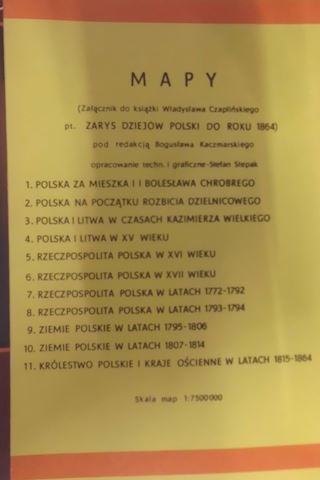 MAPY
(Załącznik do książki Władysława Czaplińskiego
pt. ZARYS DZIEJÓW POLSKI DO ROKU 1864)
pod redakcją Bogusława Kaczmarskiego
opracowanie techn. i graficzne-Stefan Ślepak
1. POLSKA ZA MIESZKA I I BOLESŁAWA CHROBREGO
2. POLSKA NA POCZĄTKU ROZBICIA DZIELNICOWEGO
3. POLSKA I LITWA W CZASACH KAZIMIERZA WIELKIEGO
4. POLSKA I LITWA W XV WIEKU
5. RZECZPOSPOLITA POLSKA W XVI WIEKU
6. RZECZPOSPOLITA POLSKA W XVII WIEKU
7. RZECZPOSPOLITA POLSKA W LATACH 1772-1792
8. RZECZPOSPOLITA POLSKA W LATACH 1793-1794
9. ZIEMIE POLSKIE W LATACH 1795-1806
10. ZIEMIE POLSKIE W LATACH 1807-1814
11. KRÓLESTWO POLSKIE I KRAJE OŚCIENNE W LATACH 1815-1864
Skala map 1:7500000